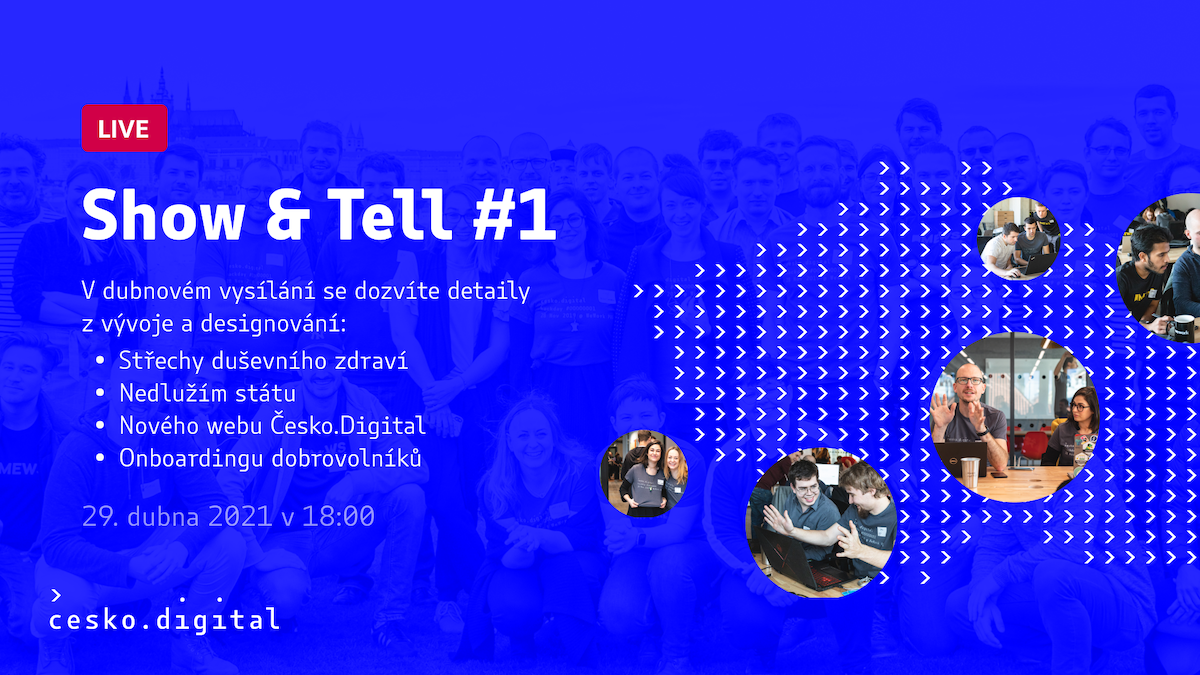 LIVE
Show & Tell #1
V dubnovém vysílání se dozvíte detaily
z vývoje a designování:
• Střechy duševního zdraví
• Nedlužím státu
• Nového webu Česko.Digital
• Onboardingu dobrovolníků
29. dubna 2021 v 18:00
cesko.digital